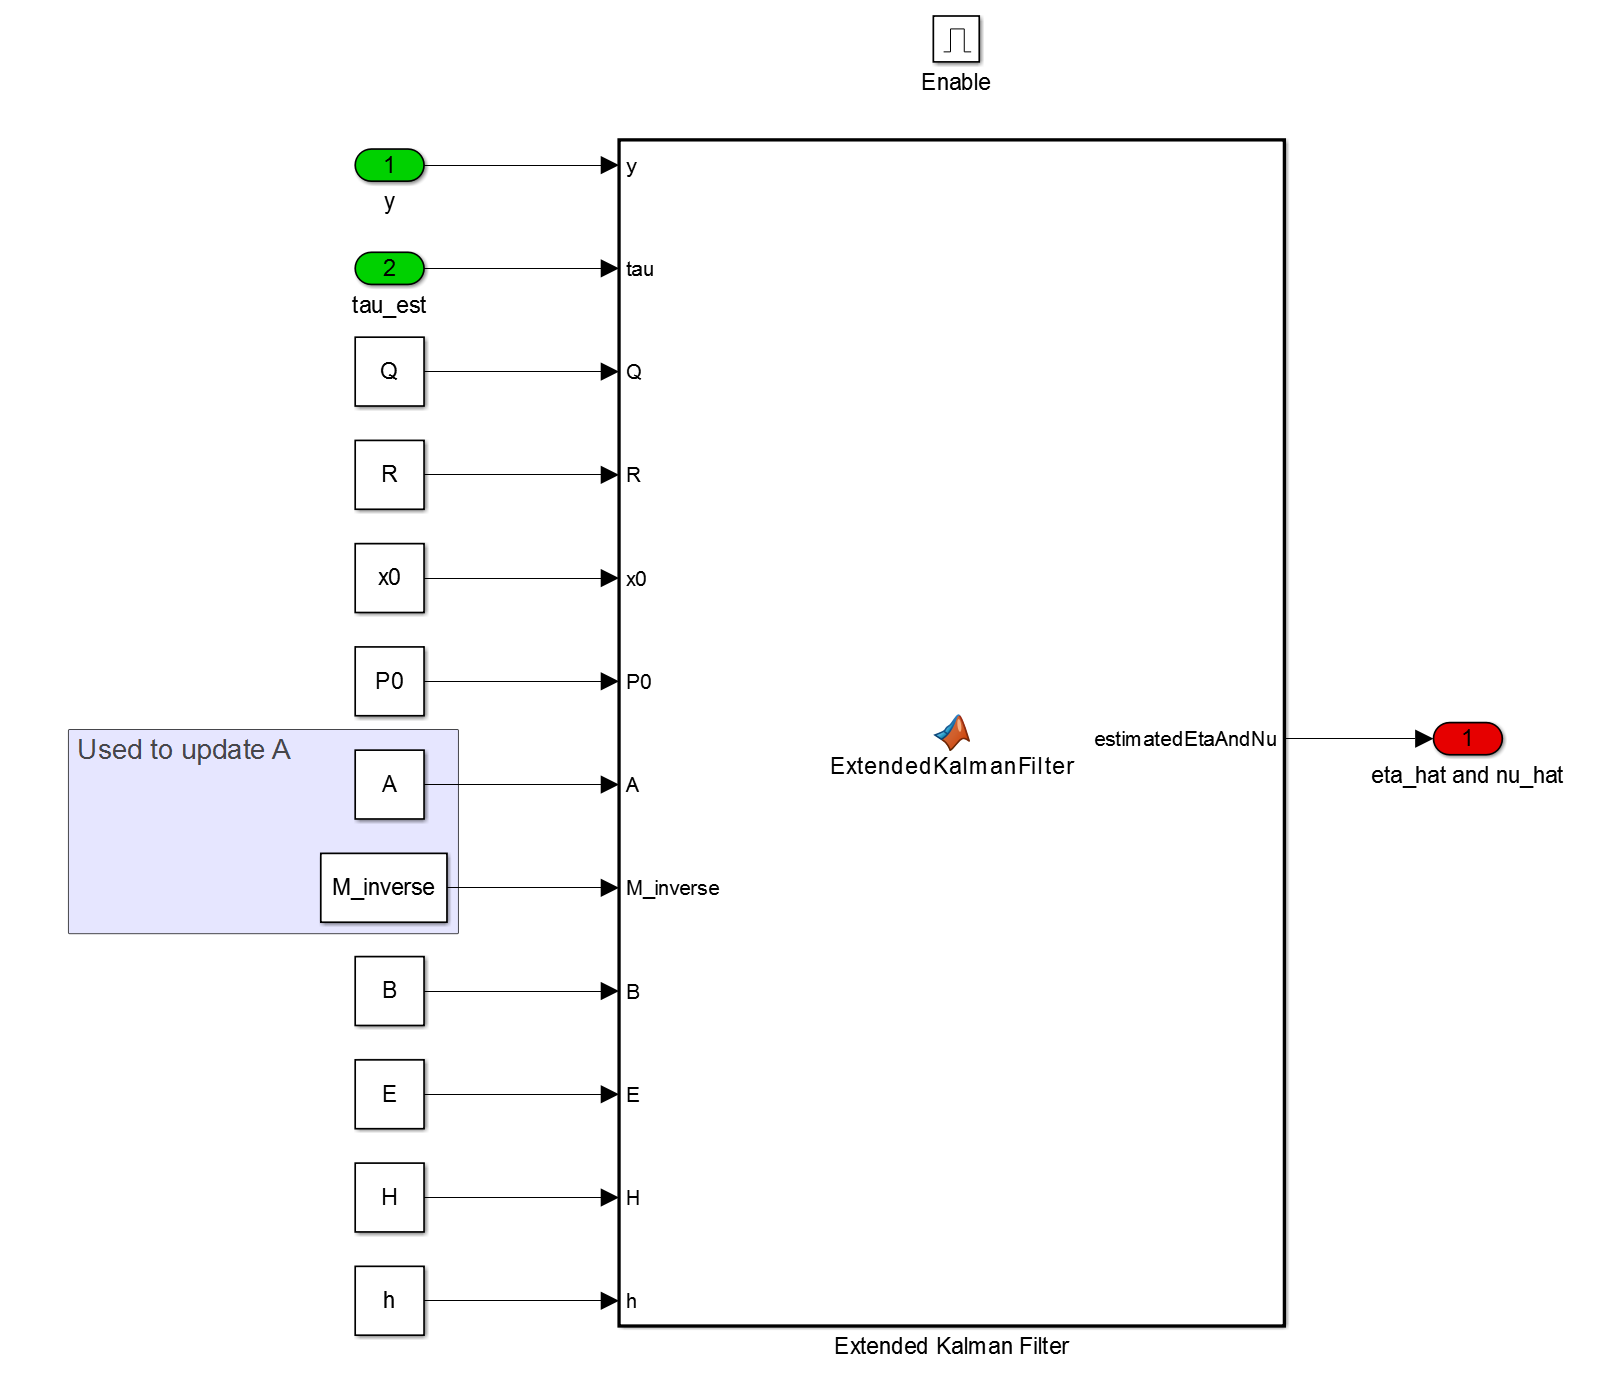 Enable
1
y
y
2
tau
tau_est
Q
Q
R
R
x0
x0
P0
P0
Used to update A
A
A
M_inverse
M_inverse
ExtendedKalmanFilter
estimatedEtaAndNu
1
eta_hat and nu_hat
B
B
E
E
H
H
h
h
Extended Kalman Filter